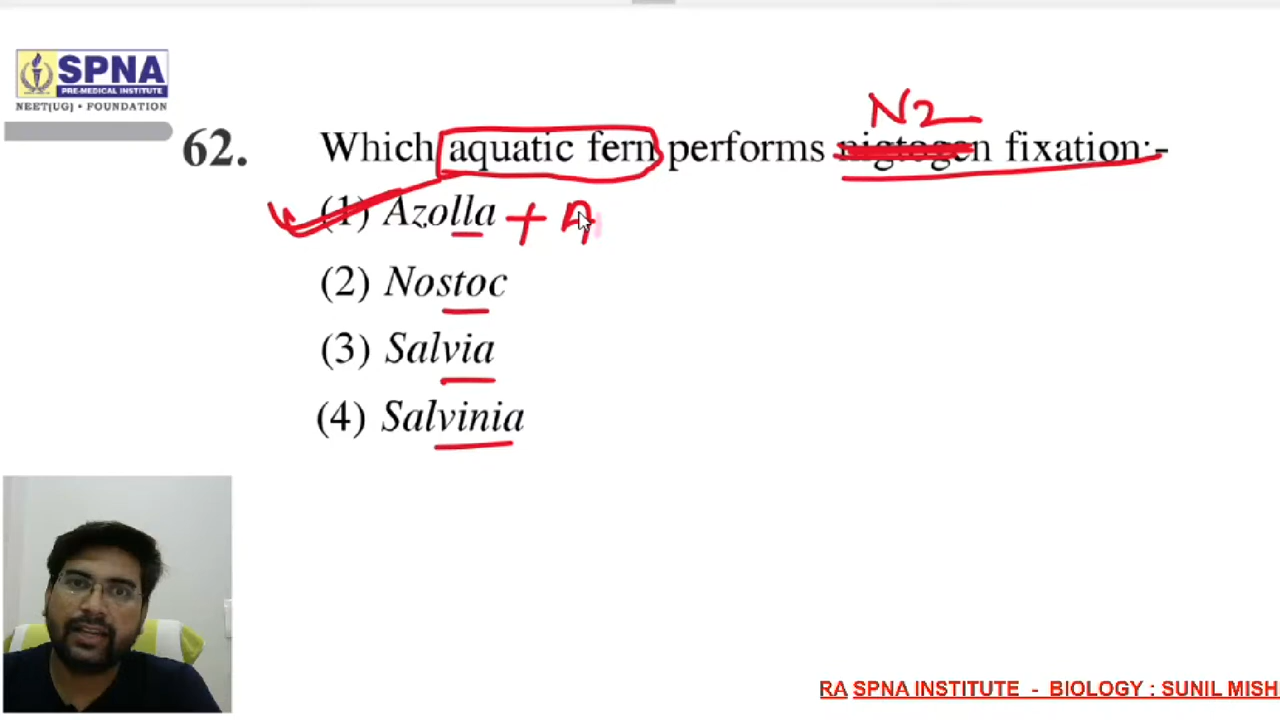 SPNA
PRE-MEDICAL INSTITUTE
NEET(UG) • FOUNDATION
N2
62. Which aquatic fern performs nigtogen fixation:-
(1) Azolla + A
(2) Nostoc
(3) Salvia
(4) Salvinia
RA SPNA INSTITUTE - BIOLOGY : SUNIL MISH